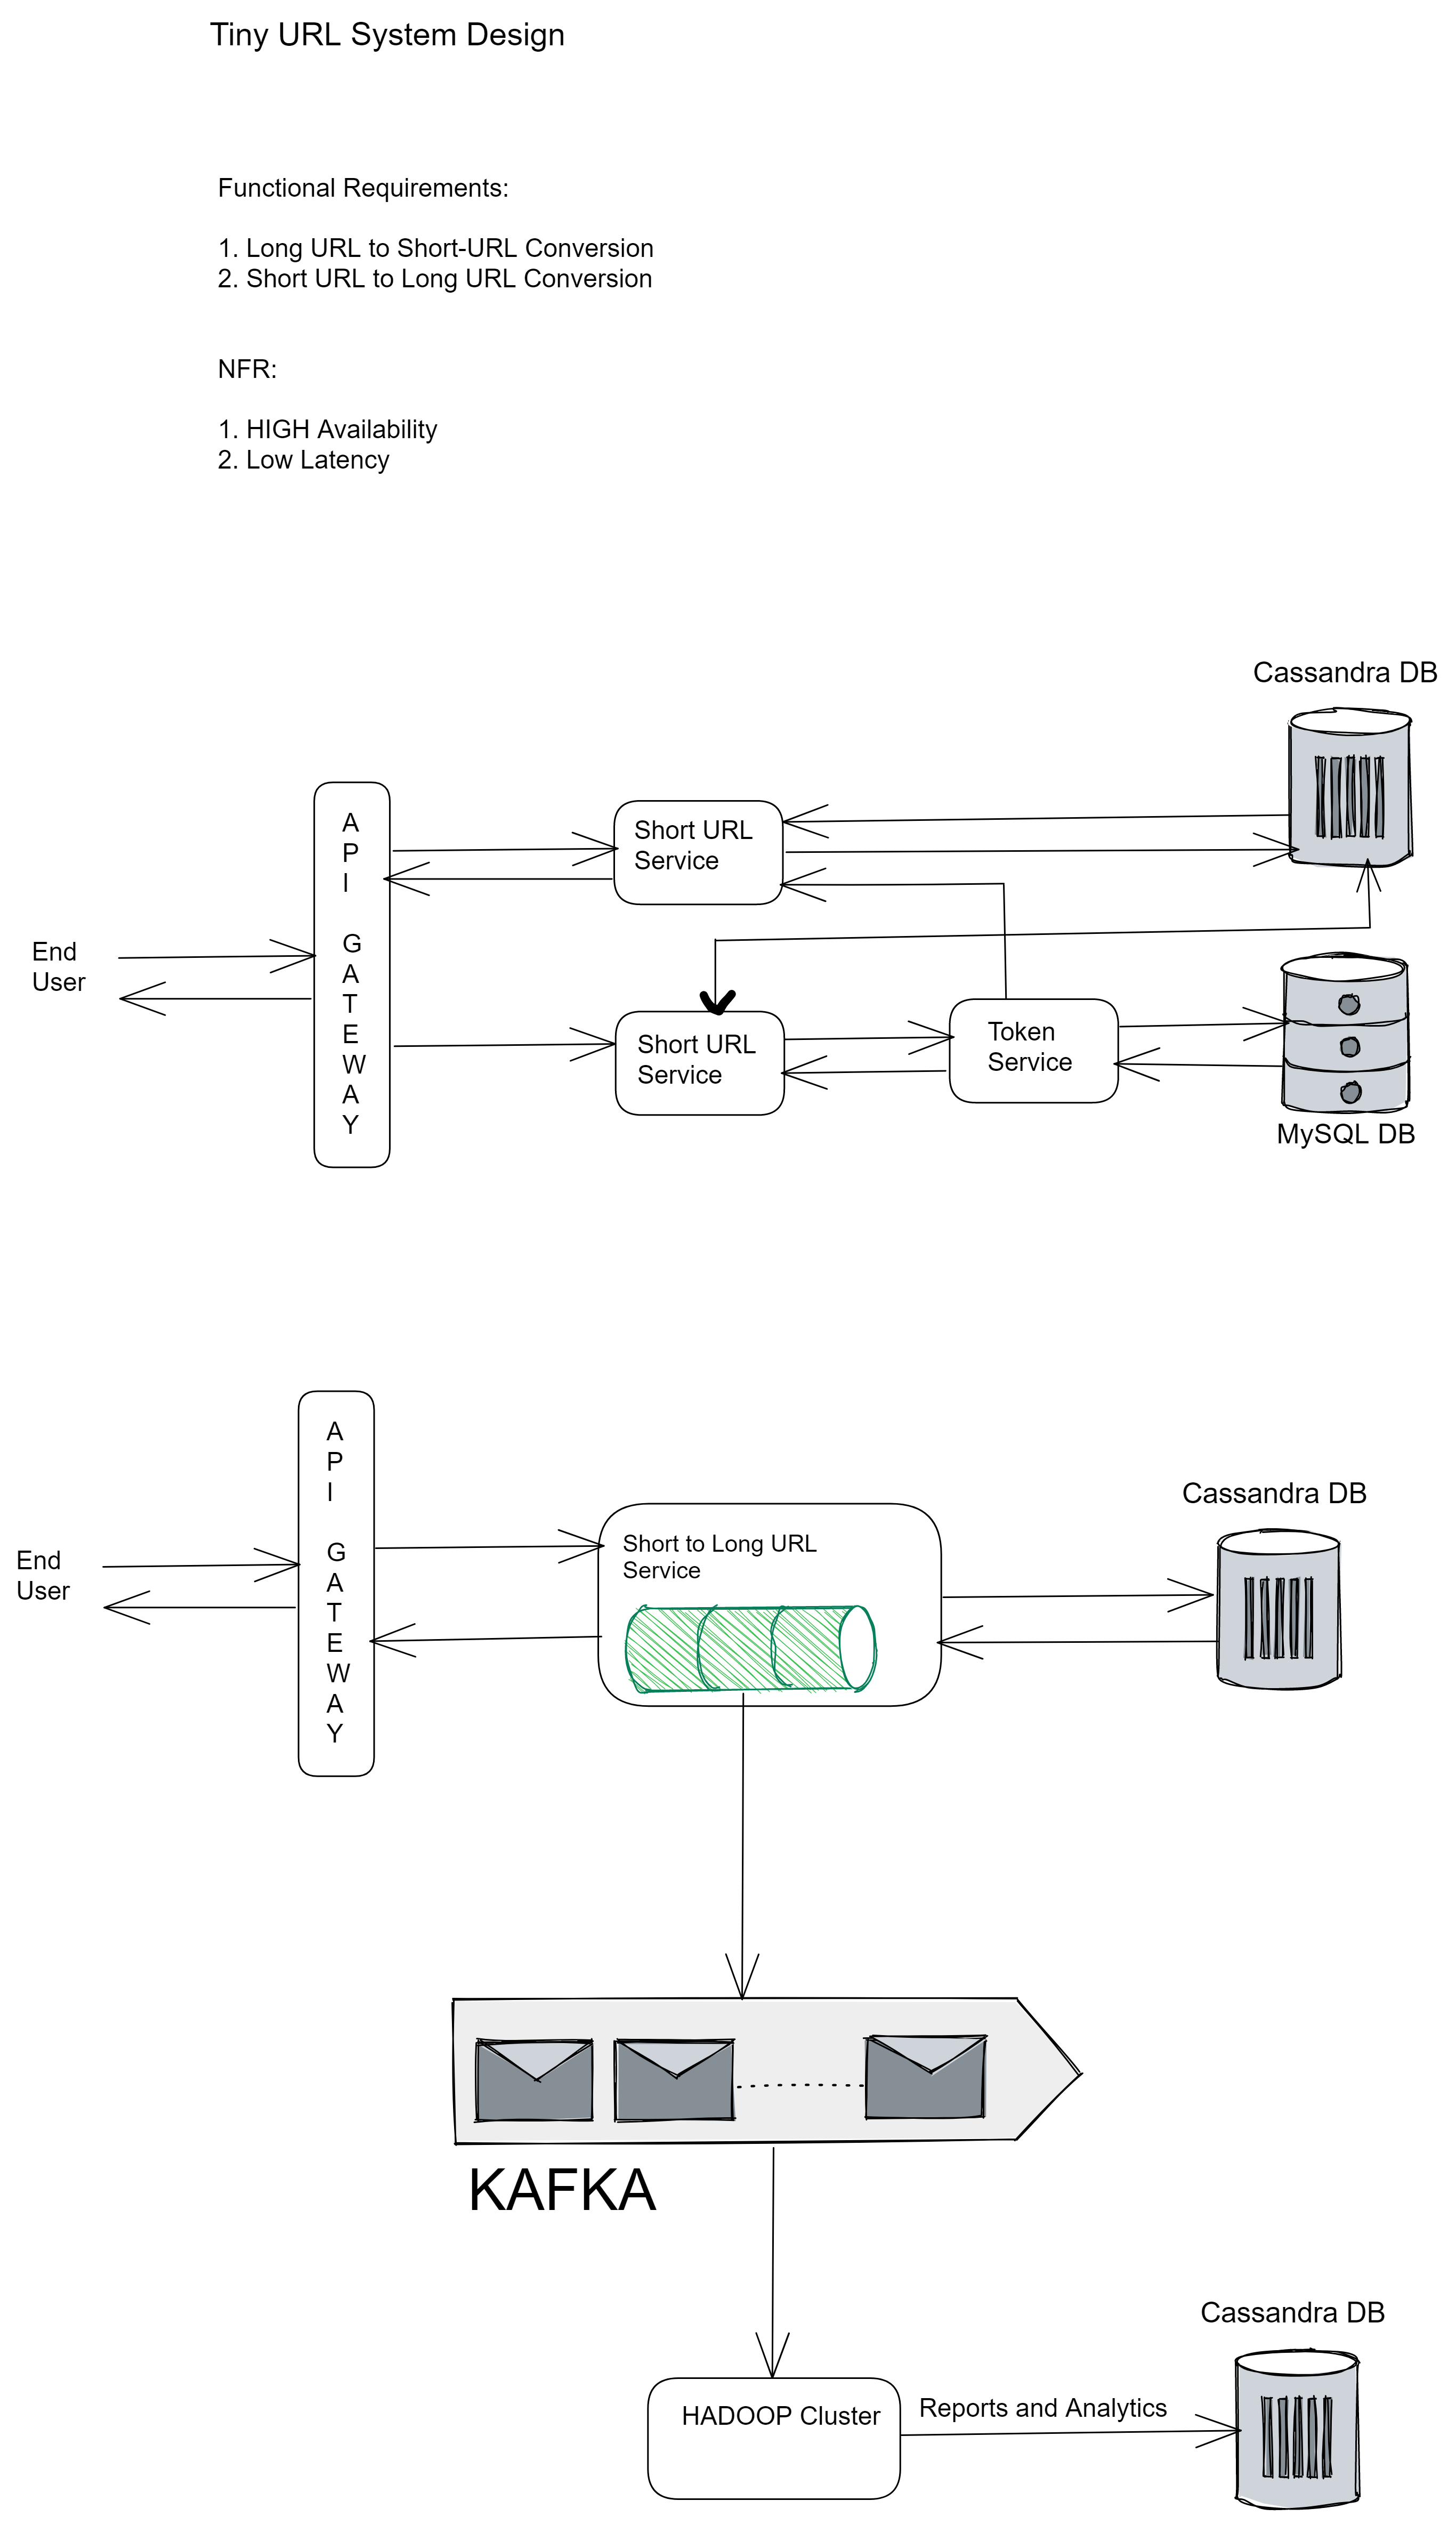 Tiny URL System Design
Functional Requirements:
1. Long URL to Short-URL Conversion
2. Short URL to Long URL Conversion
NFR:
1. HIGH Availability
2. Low Latency
Cassandra DB
A
P
I
G
A
T
E
W
A
Y
Short URL
Service
End
User
Short URL
Service
Token
Service
MySQL DB
A
P
I
G
A
T
E
W
A
Y
Cassandra DB
Short to Long URL
Service
End
User
KAFKA
Cassandra DB
HADOOP Cluster
Reports and Analytics